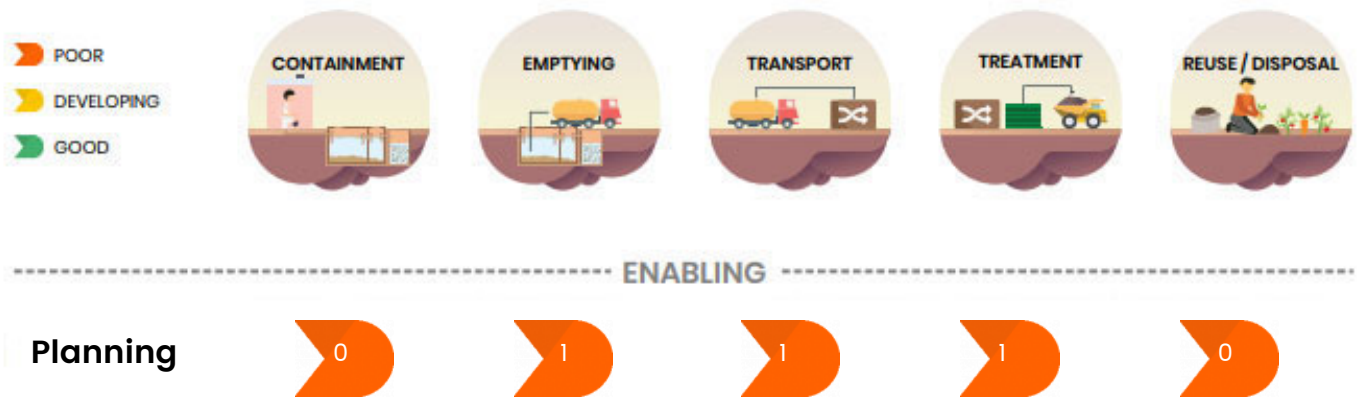 POOR
DEVELOPING
GOOD
CONTAINMENT
EMPTYING
TRANSPORT
TREATMENT
REUSE / DISPOSAL
ENABLING
Planning 0 1 1 1 0